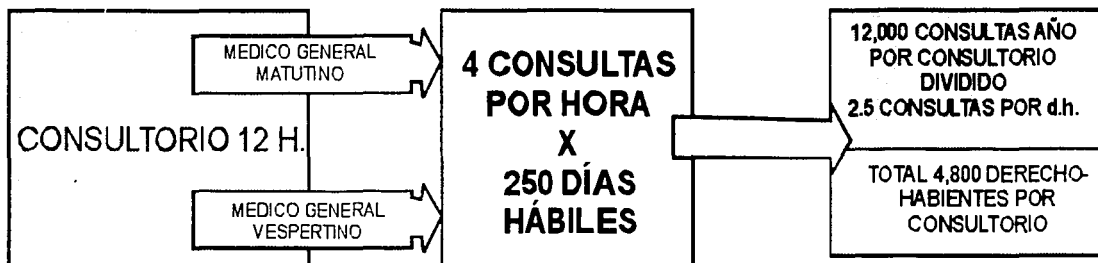 CONSULTORIO 12 H.
MEDICO GENERAL
MATUTINO
MEDICO GENERAL
VESPERTINO
4 CONSULTAS
POR HORA
X
250 DÍAS
HÁBILES
12,000 CONSULTAS AÑO
POR CONSULTORIO
DIVIDIDO
2.5 CONSULTAS POR d.h.
TOTAL 4,800 DERECHO-
HABIENTES POR
CONSULTORIO